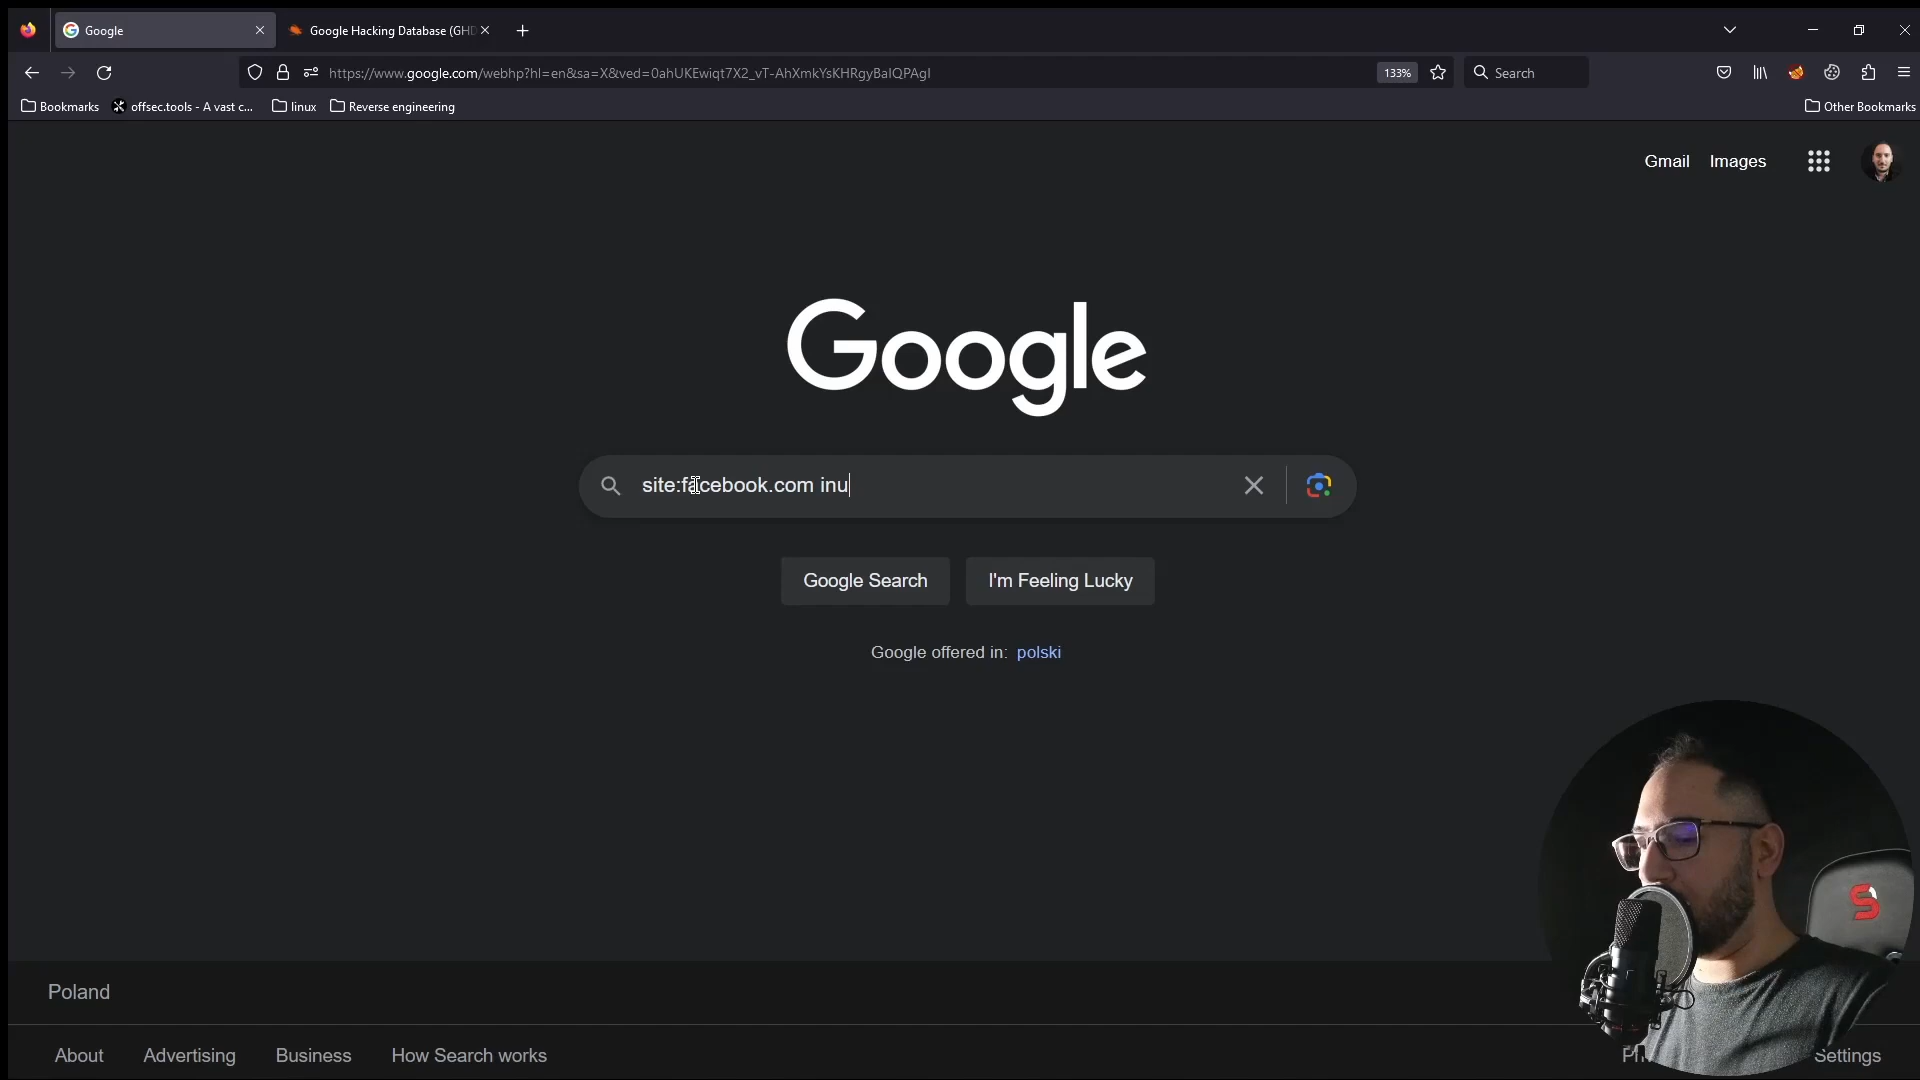 Google
Google Hacking Database (GHD
https://www.google.com/webhp?hl=en&sa=X&ved=0ahUKEwiqt7X2_vT-AhXmkYsKHRgyBaIQPAgI
133%
Search
Bookmarks
offsec.tools - A vast c...
linux
Reverse engineering
Other Bookmarks
Gmail
Images
Google
site:facebook.com inu
Google Search
I'm Feeling Lucky
Google offered in: polski
Poland
About
Advertising
Business
How Search works
Settings